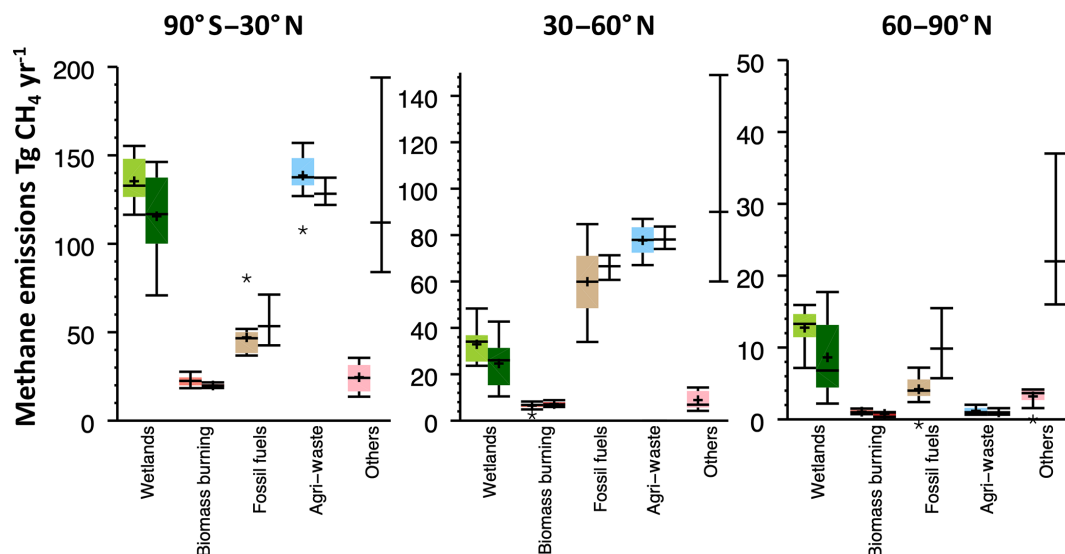 90°S–30°N
30–60°N
60–90°N
Methane emissions Tg CH₄ yr⁻¹
200
150
100
50
0
140
120
100
80
60
40
20
0
50
40
30
20
10
0
Wetlands
Biomass burning
Fossil fuels
Agri−waste
Others
Wetlands
Biomass burning
Fossil fuels
Agri−waste
Others
Wetlands
Biomass burning
Fossil fuels
Agri−waste
Others